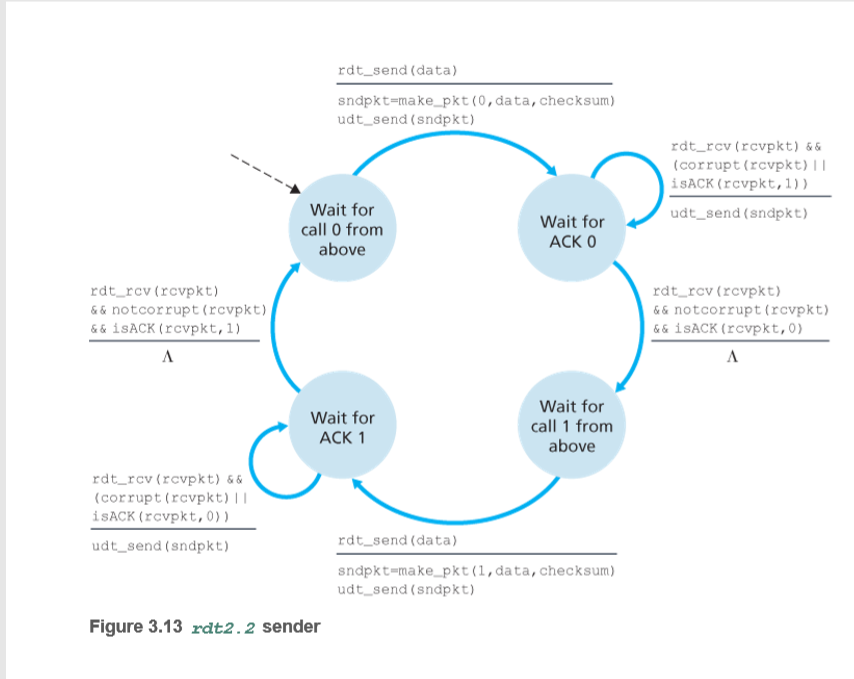 rdt_send(data)
sndpkt=make_pkt(0,data,checksum)
udt_send(sndpkt)
rdt_rcv(rcvpkt) &&
(corrupt(rcvpkt)||
isACK(rcvpkt,1))
udt_send(sndpkt)
Wait for
call 0 from
above
Wait for
ACK 0
rdt_rcv(rcvpkt)
&& notcorrupt(rcvpkt)
&& isACK(rcvpkt,1)
Λ
rdt_rcv(rcvpkt)
&& notcorrupt(rcvpkt)
&& isACK(rcvpkt,0)
Λ
Wait for
ACK 1
Wait for
call 1 from
above
rdt_rcv(rcvpkt) &&
(corrupt(rcvpkt)||
isACK(rcvpkt,0))
udt_send(sndpkt)
rdt_send(data)
sndpkt=make_pkt(1,data,checksum)
udt_send(sndpkt)
Figure 3.13 rdt2.2 sender